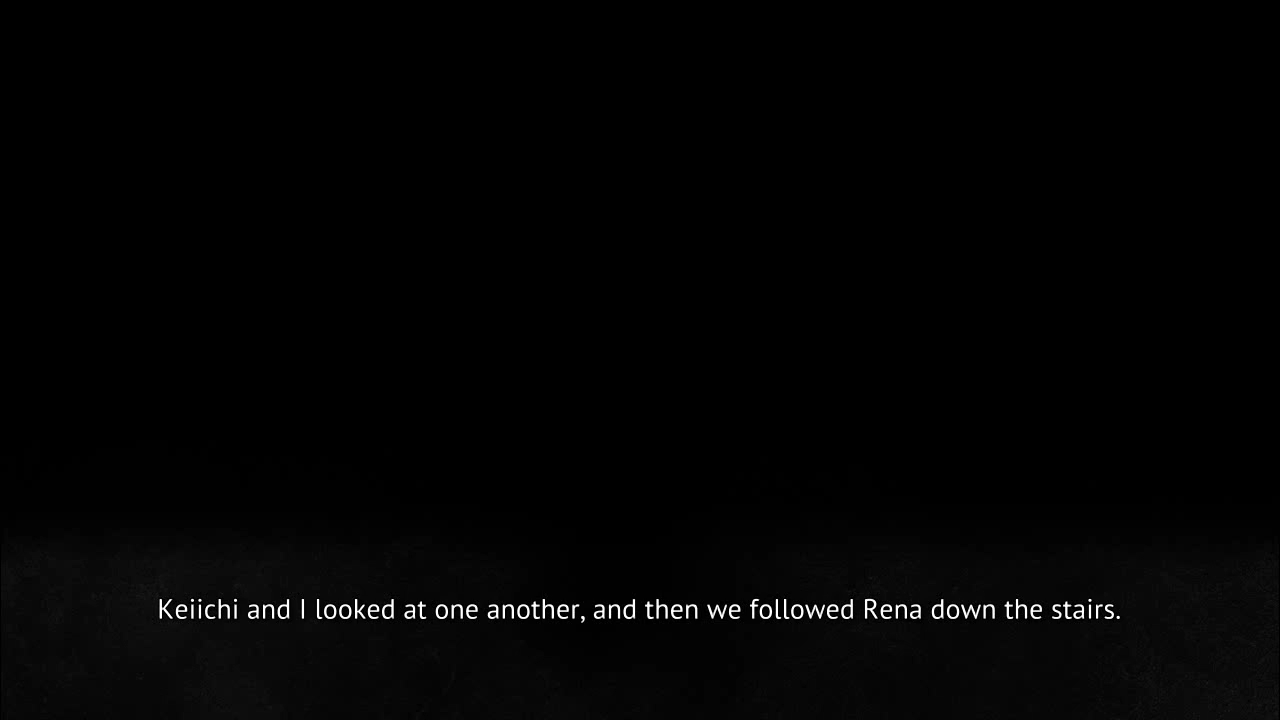 Keiichi and I looked at one another, and then we followed Rena down the stairs.